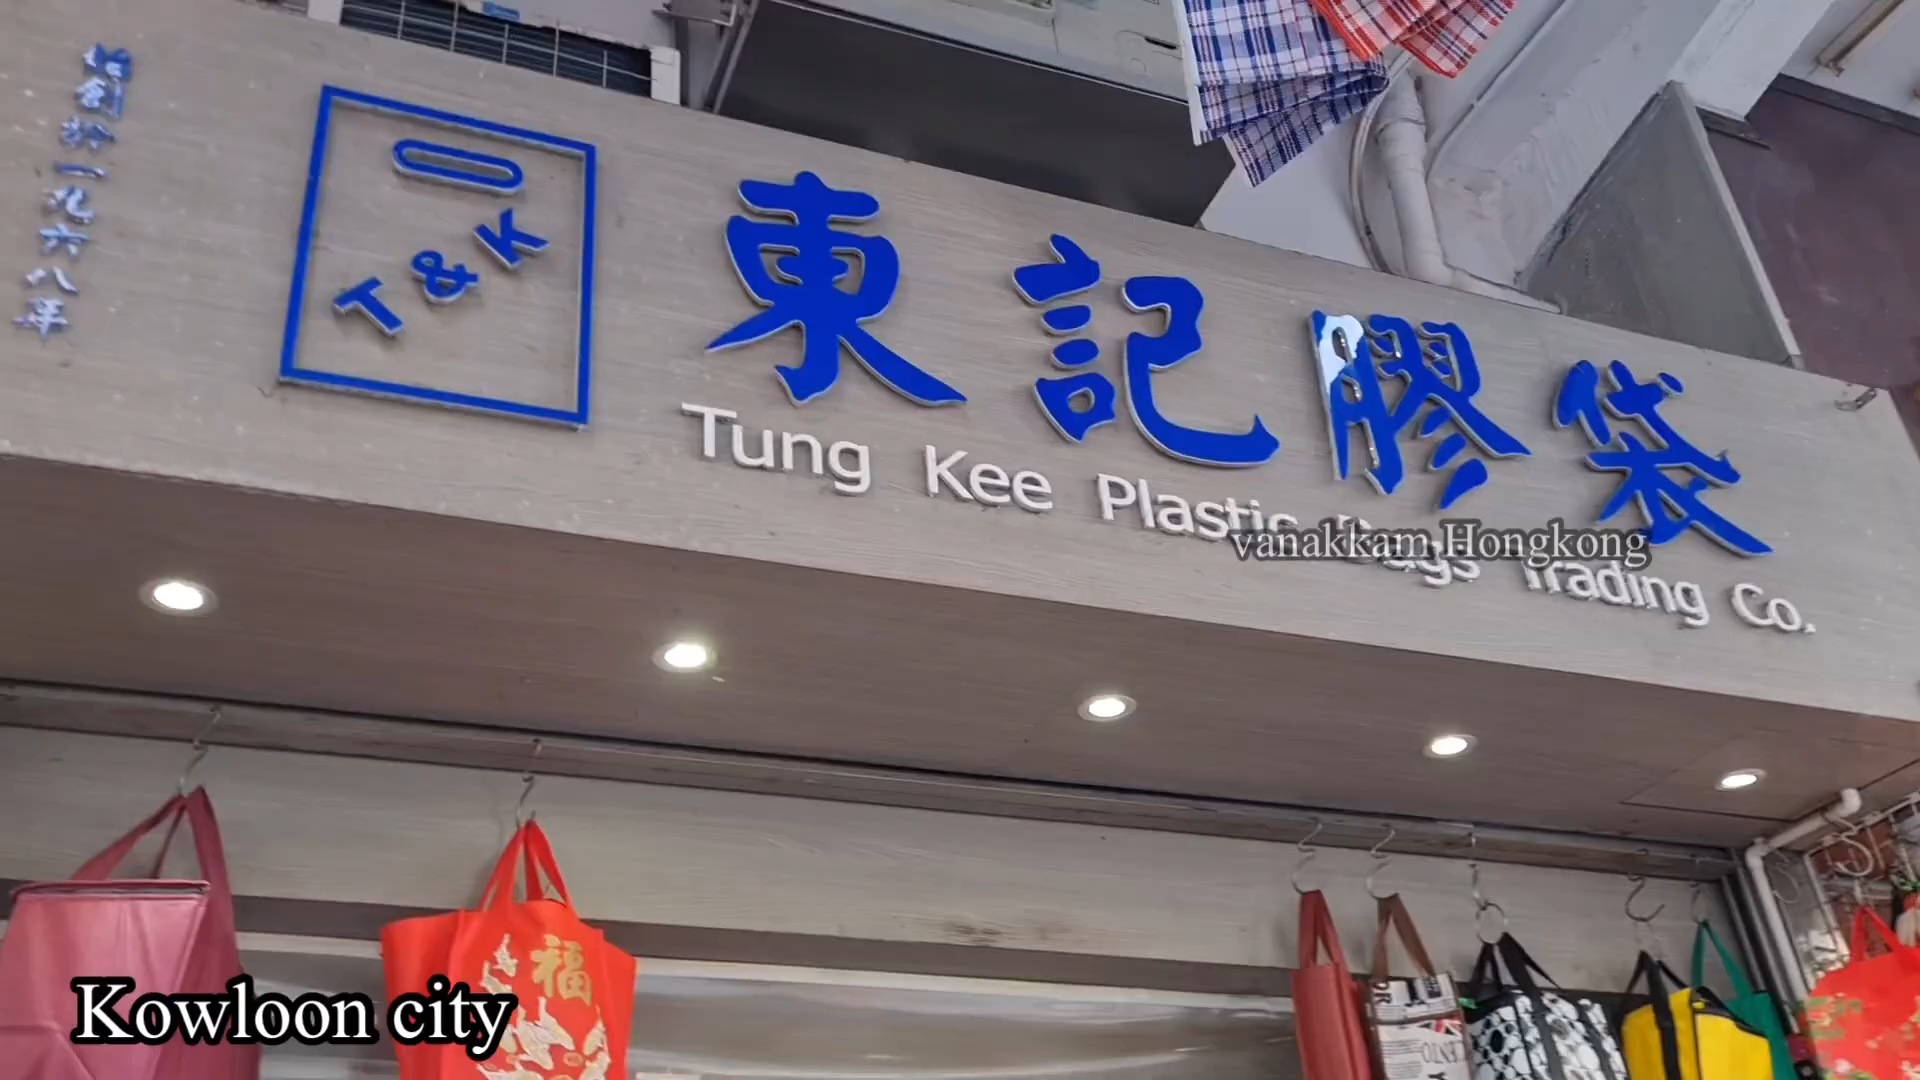 始創於一九六八年
T & K
東記膠袋
Tung Kee Plastic Bags Trading Co.
vanakkam Hongkong
福
Kowloon city